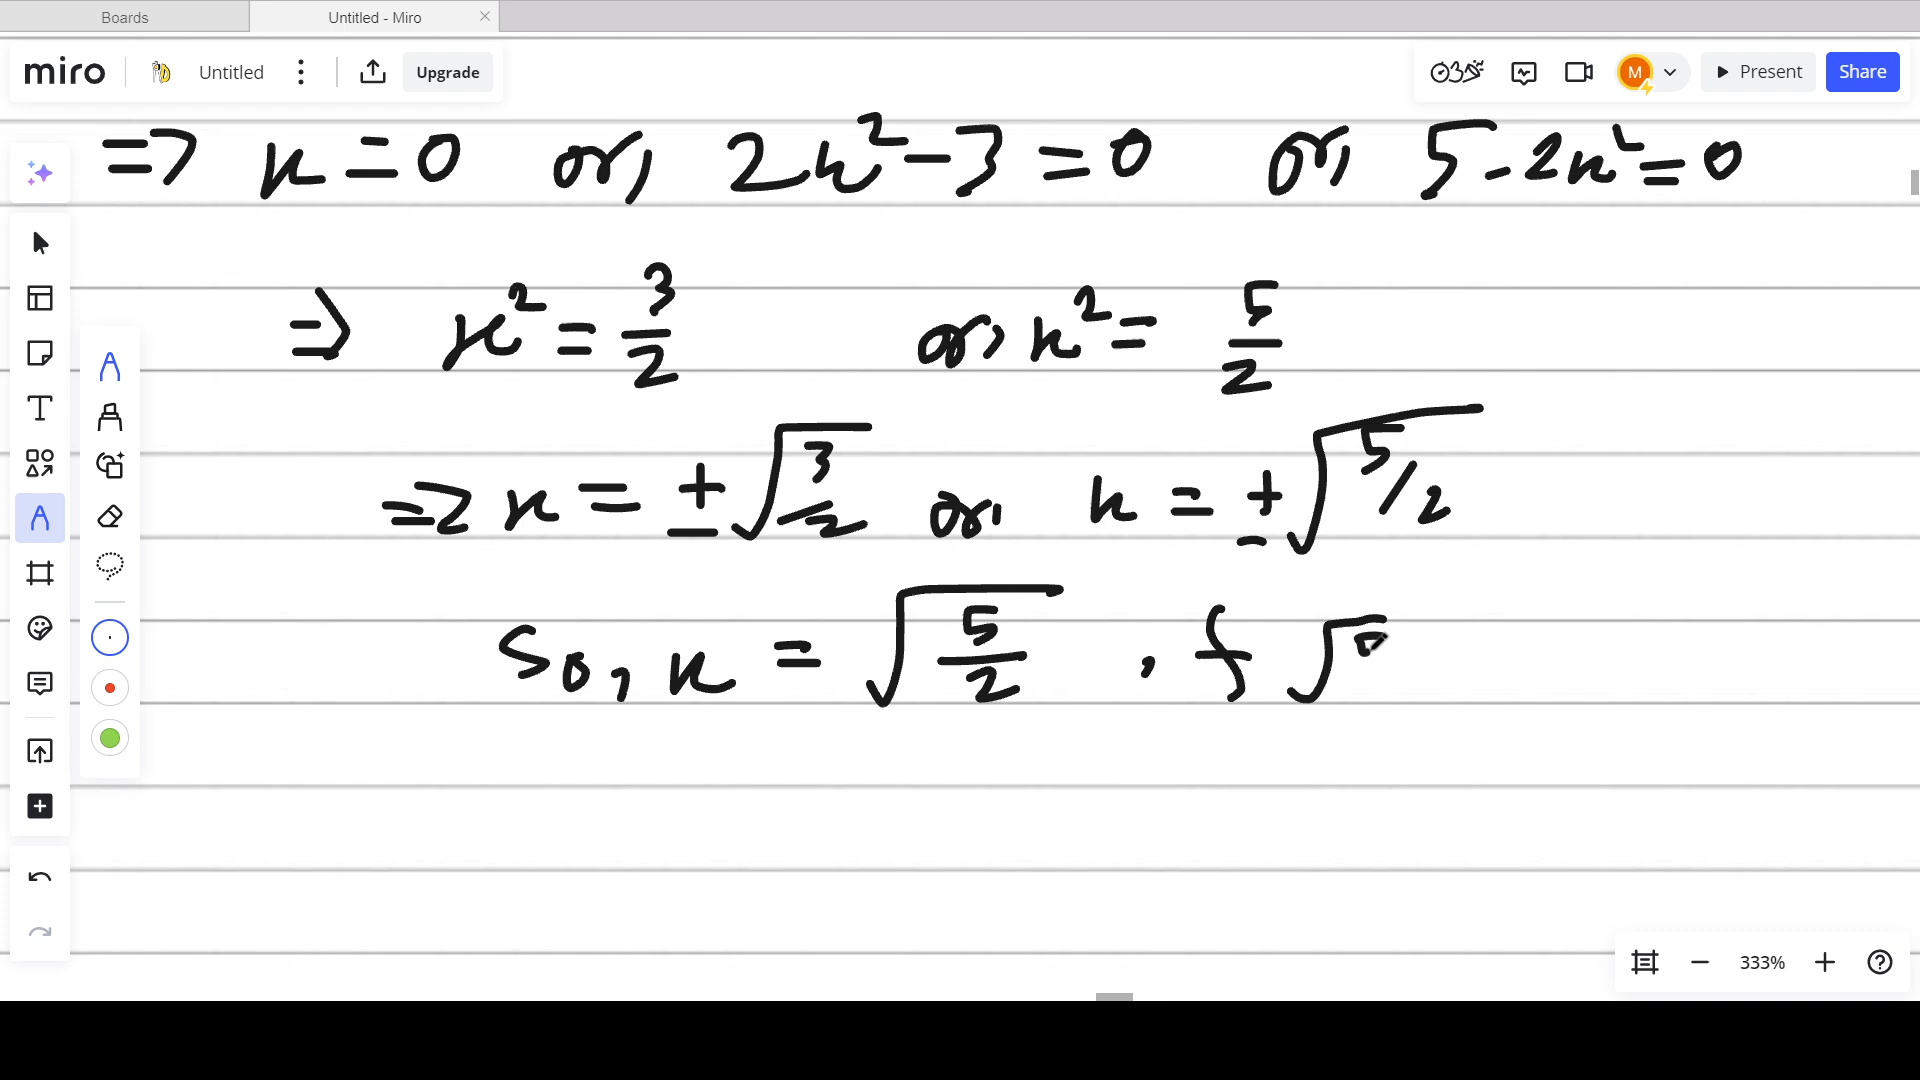 Boards
Untitled - Miro
miro Untitled Upgrade M Present Share
=> x = 0 or, 2x² - 3 = 0 or, 5 - 2x² = 0
=> x² = 3/2 or, x² = 5/2
=> x = ± √(3/2) or, x = ± √(5/2)
So, x = √(5/2) , f √5
333%